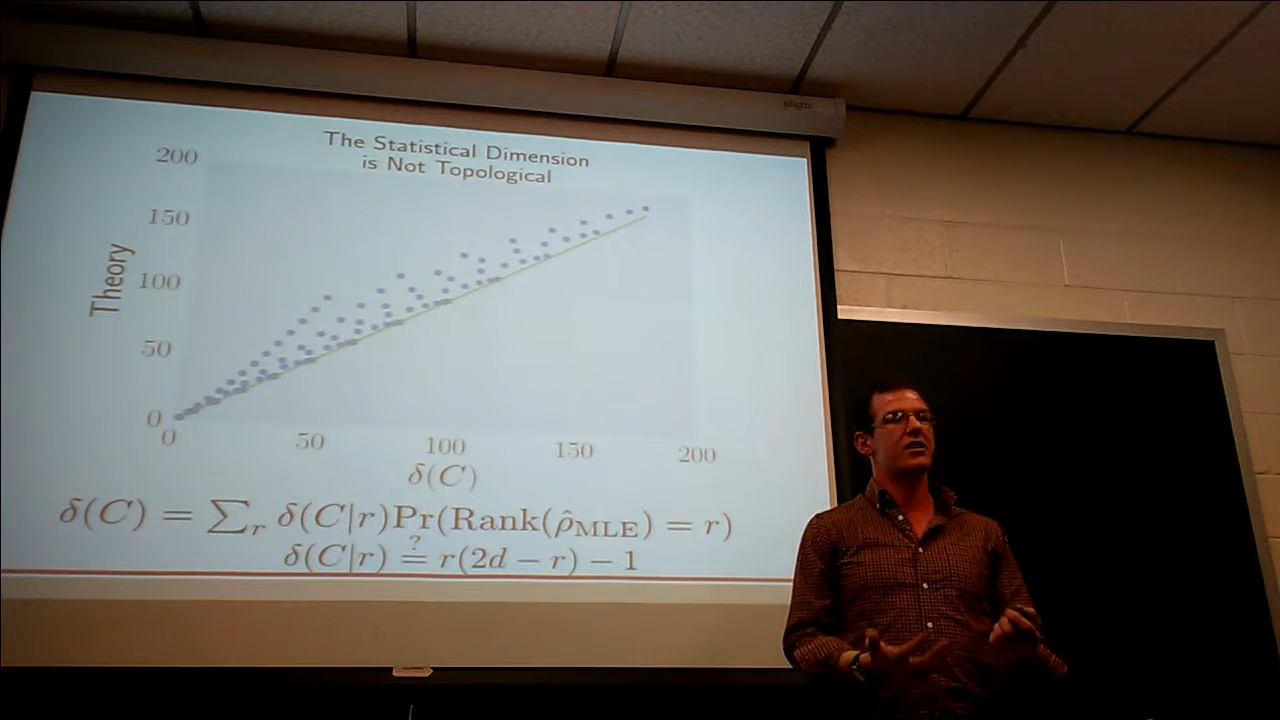 The Statistical Dimension
is Not Topological
200
150
100
50
0
Theory
0 50 100 150 200
δ(C)
δ(C) = ∑_r δ(C|r)Pr(Rank(ρ̂_MLE) = r)
δ(C|r) ≟ r(2d − r) − 1